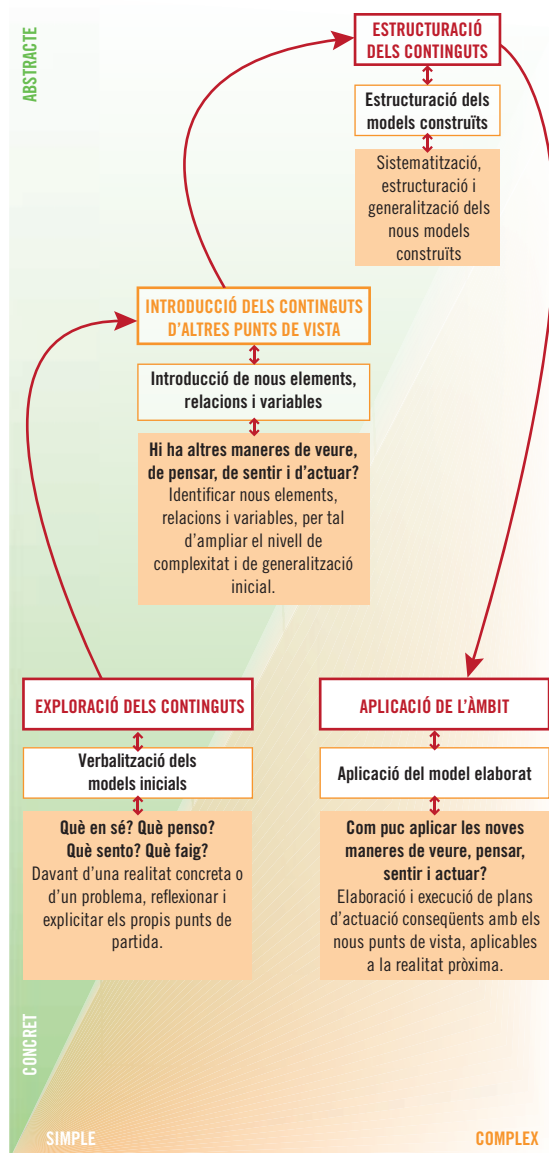 ABSTRACTE
ESTRUCTURACIÓ
DELS CONTINGUTS
Estructuració dels
models construïts
Sistematització,
estructuració i
generalització dels
nous models
construïts
INTRODUCCIÓ DELS CONTINGUTS
D'ALTRES PUNTS DE VISTA
Introducció de nous elements,
relacions i variables
Hi ha altres maneres de veure,
de pensar, de sentir i d'actuar?
Identificar nous elements,
relacions i variables, per tal
d'ampliar el nivell de
complexitat i de generalització
inicial.
EXPLORACIÓ DELS CONTINGUTS
Verbalització dels
models inicials
Què en sé? Què penso?
Què sento? Què faig?
Davant d'una realitat concreta o
d'un problema, reflexionar i
explicitar els propis punts de
partida.
APLICACIÓ DE L'ÀMBIT
Aplicació del model elaborat
Com puc aplicar les noves
maneres de veure, pensar,
sentir i actuar?
Elaboració i execució de plans
d'actuació conseqüents amb els
nous punts de vista, aplicables
a la realitat pròxima.
CONCRET
SIMPLE
COMPLEX